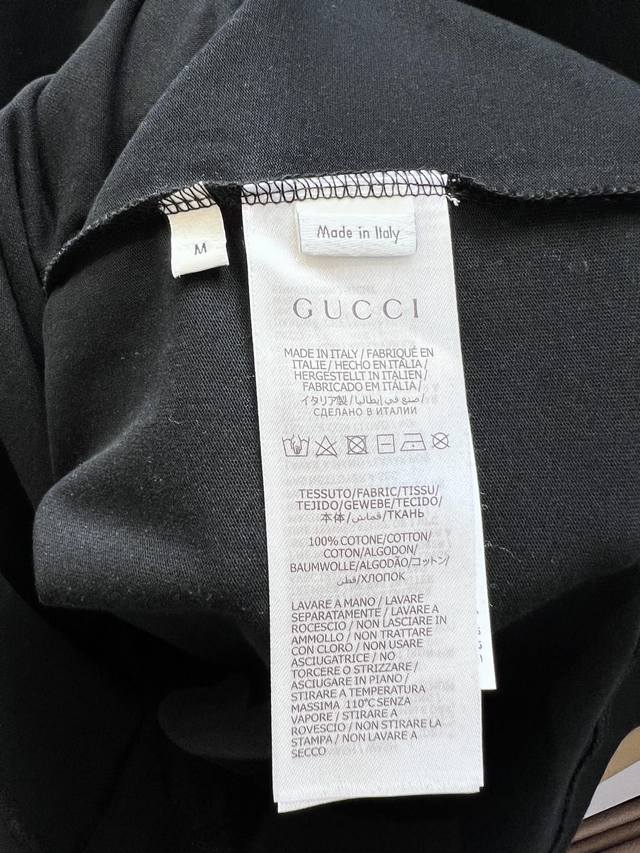 M
Made in Italy
GUCCI
MADE IN ITALY / FABRIQUÉ EN
ITALIE / HECHO EN ITALIA /
HERGESTELLT IN ITALIEN /
FABRICADO EM ITÁLIA /
イタリア製 / صنع في إيطاليا /
СДЕЛАНО В ИТАЛИИ
TESSUTO/FABRIC/TISSU/
TEJIDO/GEWEBE/TECIDO/
本体/قماش/ТКАНЬ
100% COTONE/COTTON/
COTON/ALGODON/
BAUMWOLLE/ALGODÃO/コットン/
قطن/ХЛОПОК
LAVARE A MANO / LAVARE
SEPARATAMENTE / LAVARE A
ROCESCIO / NON LASCIARE IN
AMMOLLO / NON TRATTARE
CON CLORO / NON USARE
ASCIUGATRICE / NO
TORCERE O STRIZZARE /
ASCIUGARE IN PIANO /
STIRARE A TEMPERATURA
MASSIMA 110°C SENZA
VAPORE / STIRARE A
ROVESCIO / NON STIRARE LA
STAMPA / NON LAVARE A
SECCO